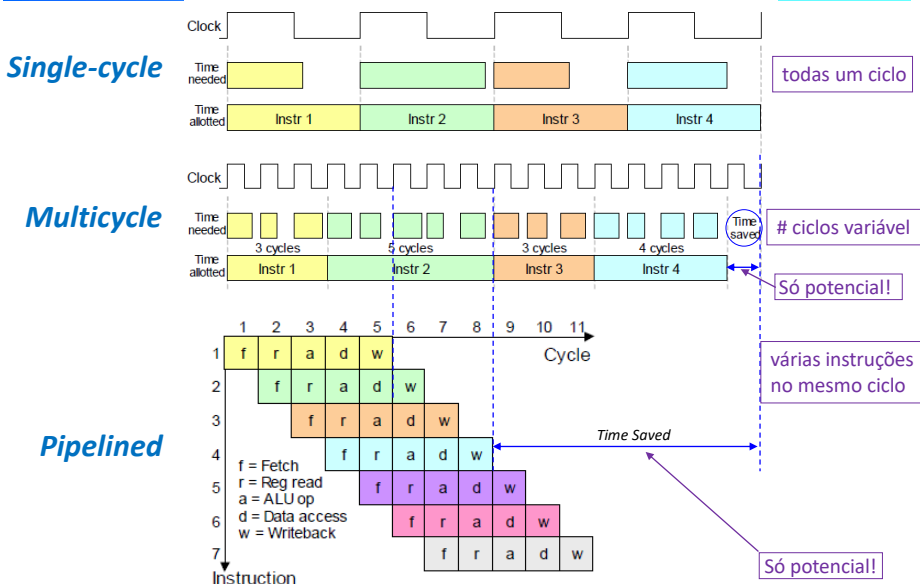 Clock
Single-cycle
Time needed
todas um ciclo
Time allotted
Instr 1 Instr 2 Instr 3 Instr 4
Clock
Multicycle
Time needed
Time saved
# ciclos variável
3 cycles 5 cycles 3 cycles 4 cycles
Time allotted
Instr 1 Instr 2 Instr 3 Instr 4
Só potencial!
1 2 3 4 5 6 7 8 9 10 11
Cycle
1 f r a d w
várias instruções
no mesmo ciclo
2 f r a d w
3 f r a d w
Pipelined
Time Saved
4 f r a d w
f = Fetch
r = Reg read
a = ALU op
d = Data access
w = Writeback
5 f r a d w
6 f r a d w
7 f r a d w
Só potencial!
Instruction